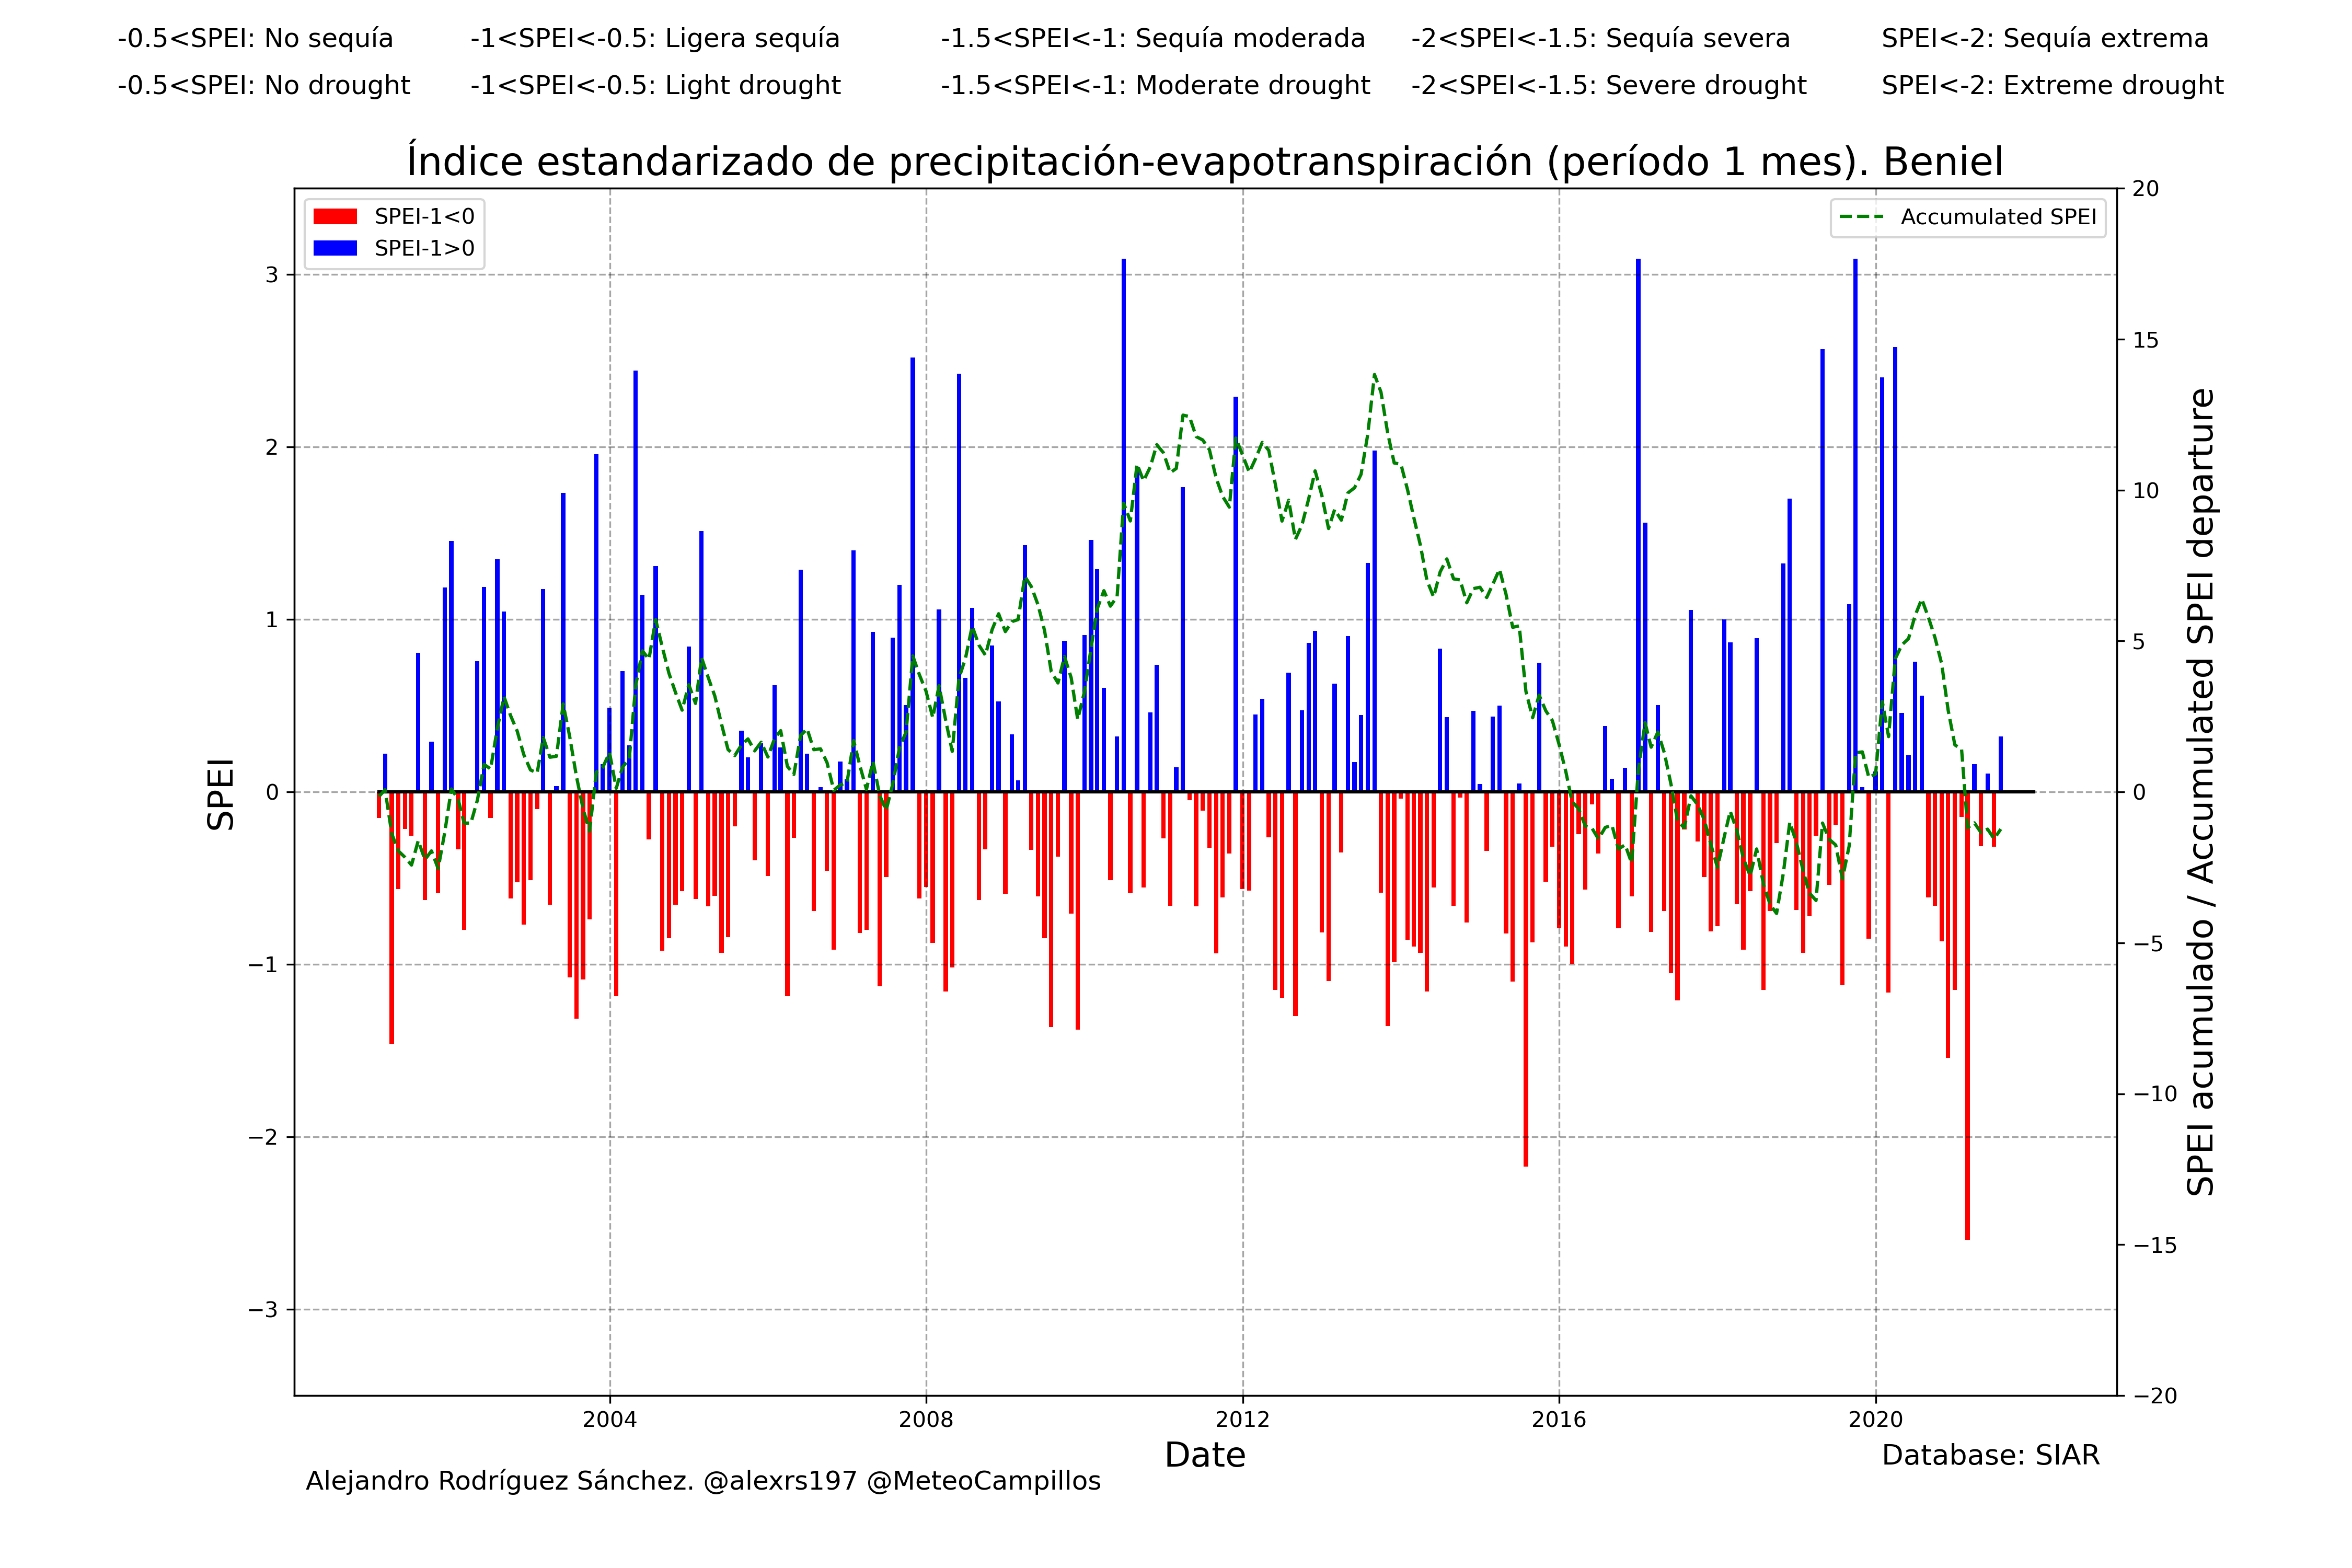 -0.5<SPEI: No sequía -1<SPEI<-0.5: Ligera sequía -1.5<SPEI<-1: Sequía moderada -2<SPEI<-1.5: Sequía severa SPEI<-2: Sequía extrema
-0.5<SPEI: No drought -1<SPEI<-0.5: Light drought -1.5<SPEI<-1: Moderate drought -2<SPEI<-1.5: Severe drought SPEI<-2: Extreme drought
Índice estandarizado de precipitación-evapotranspiración (período 1 mes). Beniel
SPEI-1<0
SPEI-1>0
Accumulated SPEI
SPEI
3
2
1
0
−1
−2
−3
20
15
10
5
0
−5
−10
−15
−20
SPEI acumulado / Accumulated SPEI departure
2004 2008 2012 2016 2020
Date
Database: SIAR
Alejandro Rodríguez Sánchez. @alexrs197 @MeteoCampillos